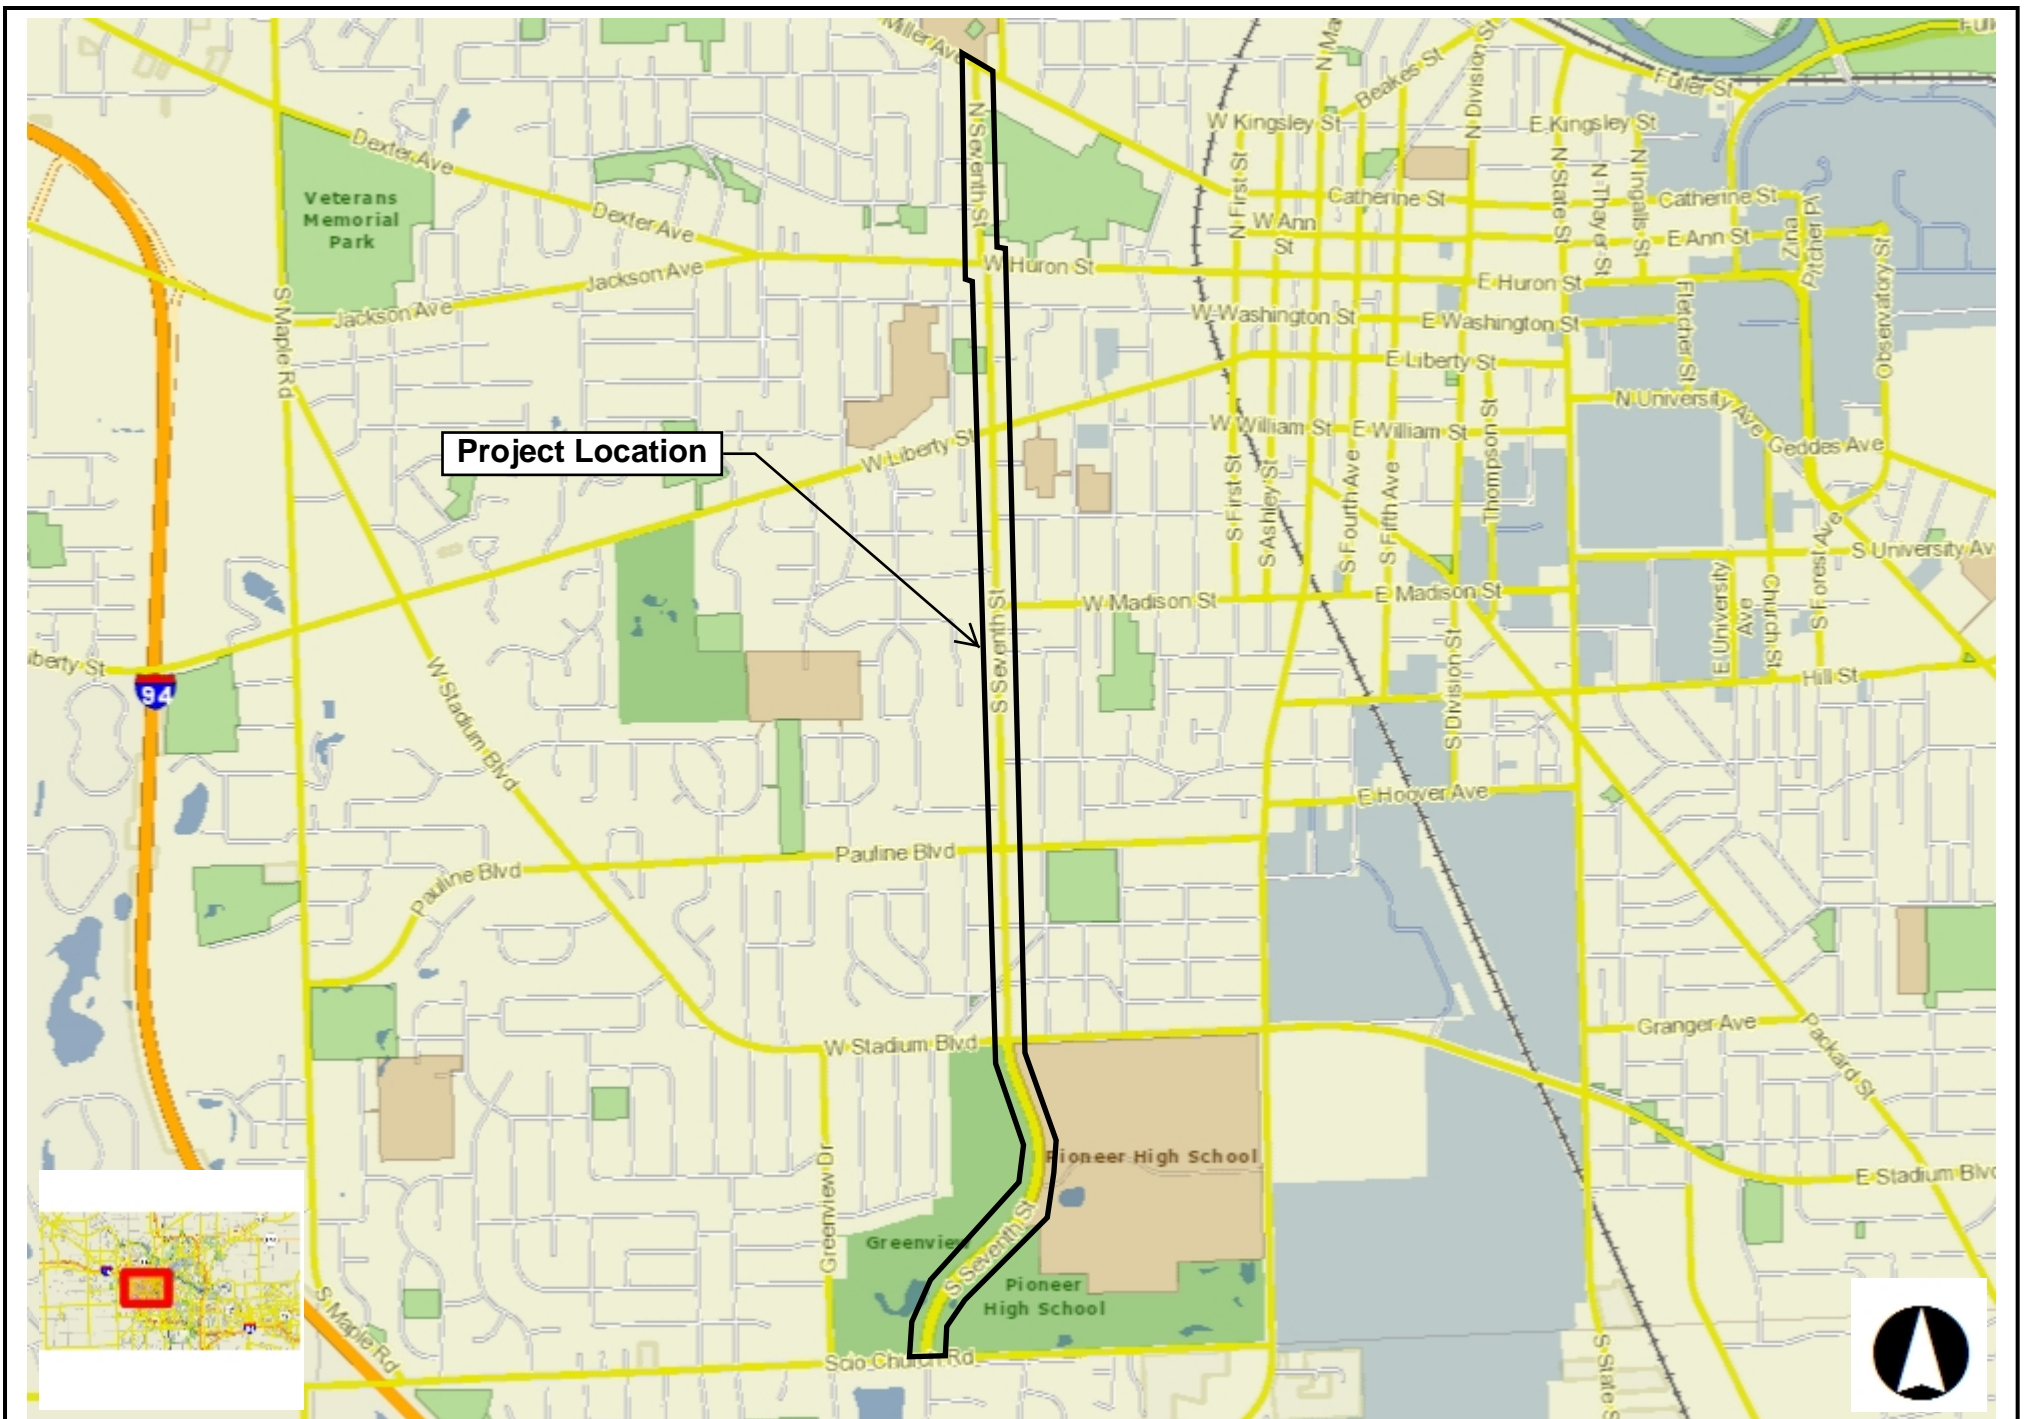 Miller Ave
N Ma
Beakes St
N Division St
Full
Fuller St
W Kingsley St
E Kingsley St
N Seventh St
Dexter Ave
Veterans
Memorial
Park
Dexter Ave
N First St
Catherine St
W Ann
St
N State St
N Thayer St
N Ingalls St
Catherine St
E Ann St
Zina
Pitcher Pl
Observatory St
W Huron St
E Huron St
Jackson Ave
Jackson Ave
S Maple Rd
W Washington St
E Washington St
Fletcher St
E Liberty St
N University Ave
Geddes Ave
W William St
E William St
Thompson St
W Liberty St
Project Location
S First St
S Ashley St
S Fourth Ave
S Fifth Ave
S Forest Ave
S University Av
W Madison St
E Madison St
E University
Ave
Church St
S Seventh St
iberty St
94
W Stadium Blvd
S Division St
Hill St
E Hoover Ave
Pauline Blvd
Pauline Blvd
W Stadium Blvd
Granger Ave
Packard St
Pioneer High School
E Stadium Blvd
Greenview Dr
Greenview
S Seventh St
Pioneer
High School
S Maple Rd
Scio Church Rd
S State S